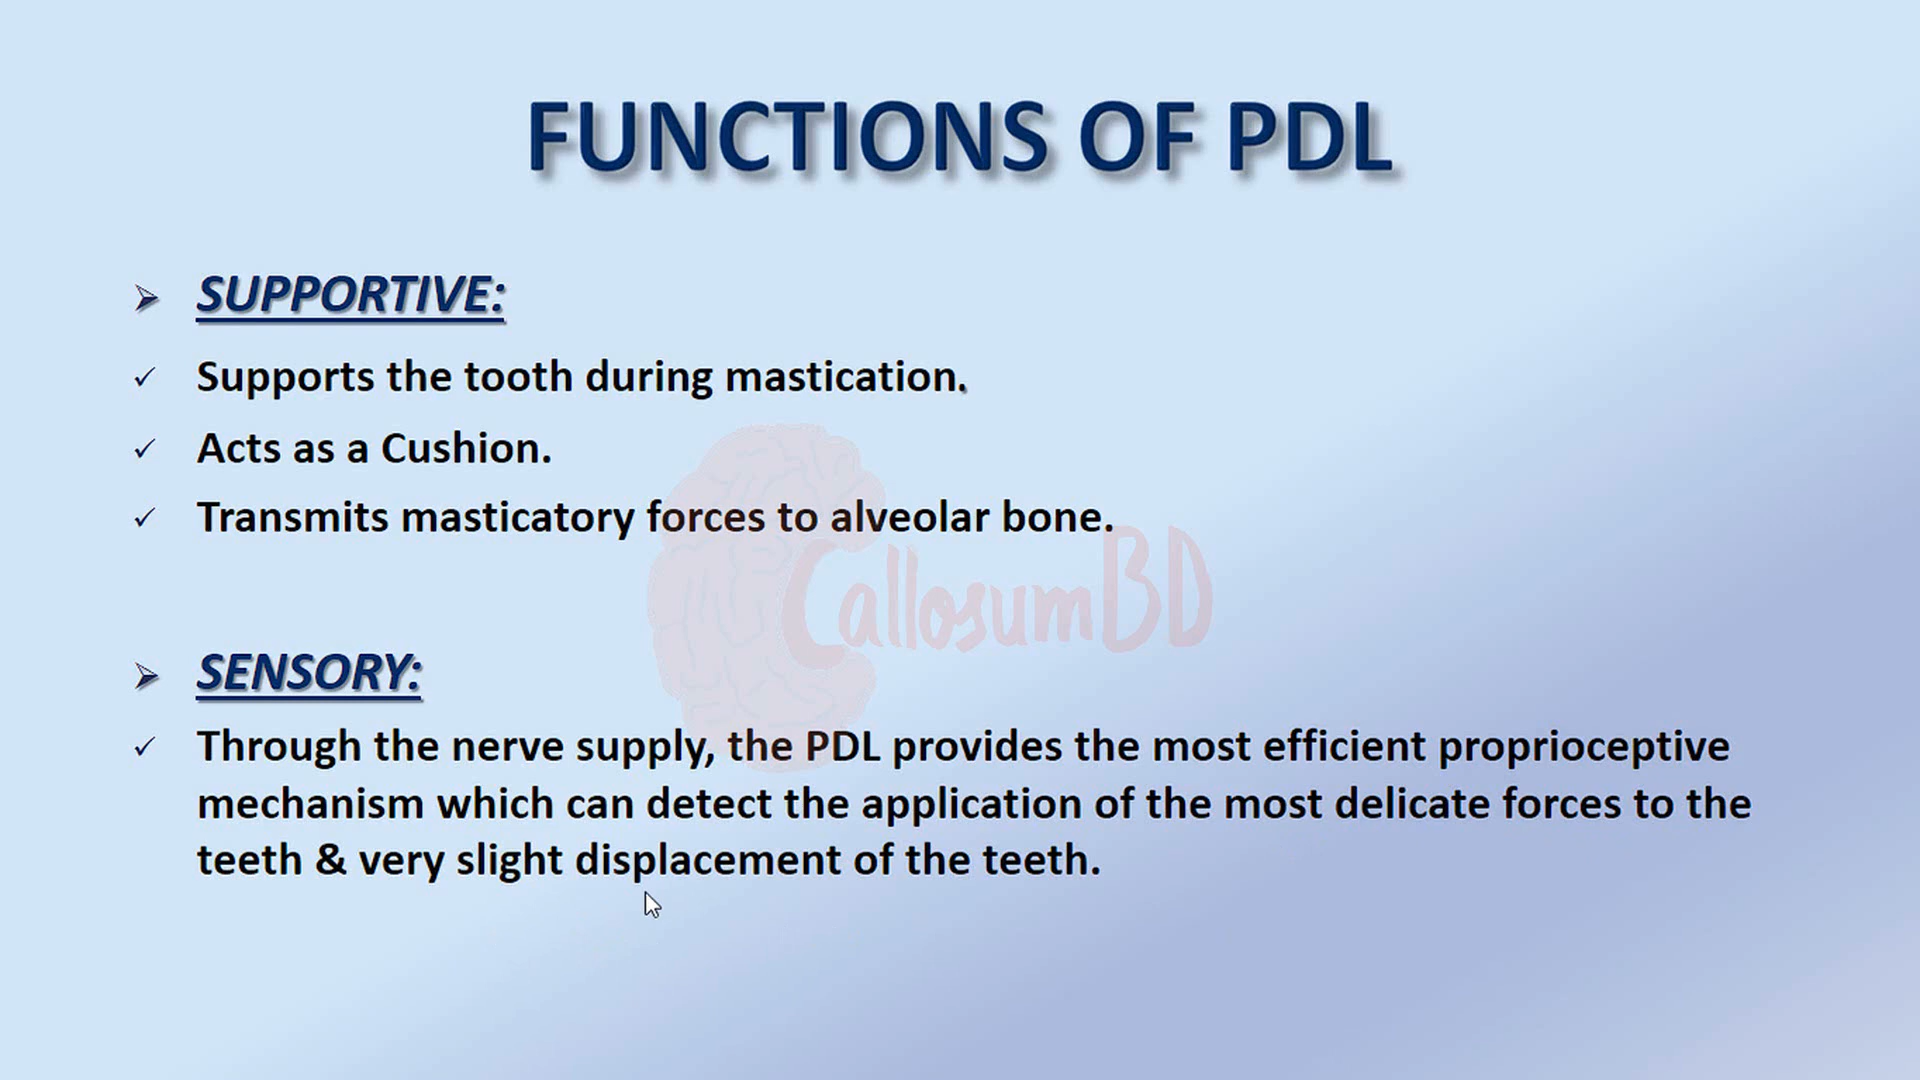 FUNCTIONS OF PDL
SUPPORTIVE:
Supports the tooth during mastication.
Acts as a Cushion.
Transmits masticatory forces to alveolar bone.
CallosumBD
SENSORY:
Through the nerve supply, the PDL provides the most efficient proprioceptive
mechanism which can detect the application of the most delicate forces to the
teeth & very slight displacement of the teeth.